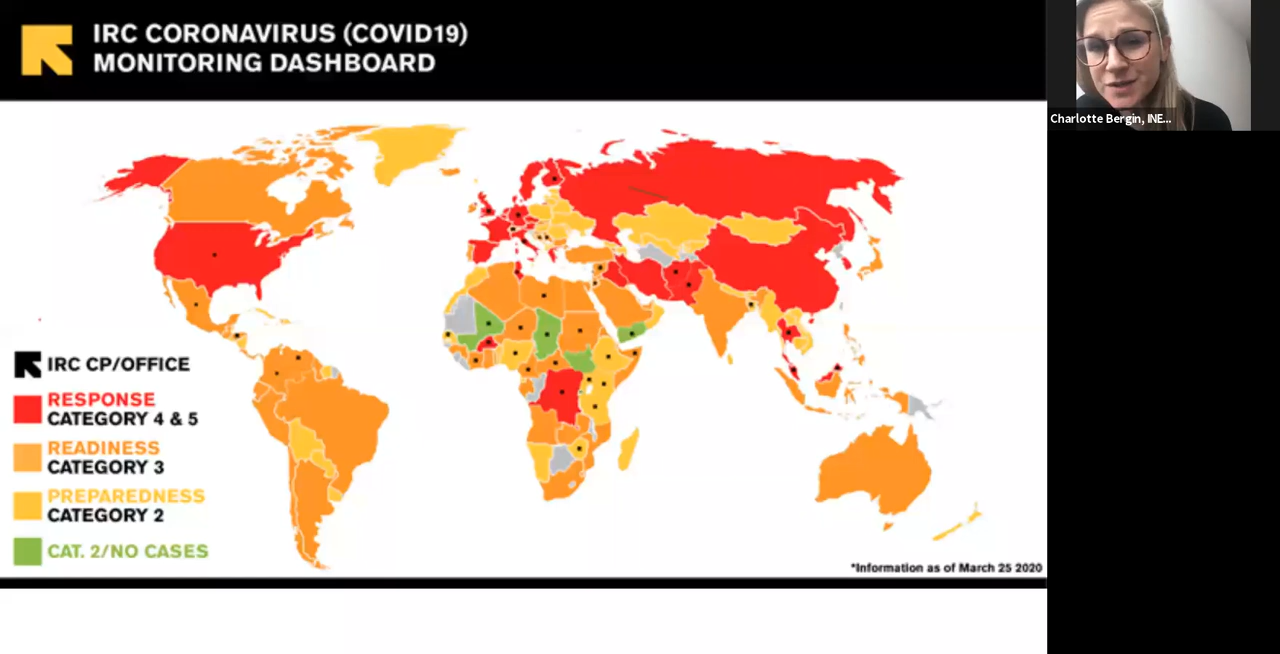 IRC CORONAVIRUS (COVID19)
MONITORING DASHBOARD
Charlotte Bergin, INE...
IRC CP/OFFICE
RESPONSE
CATEGORY 4 & 5
READINESS
CATEGORY 3
PREPAREDNESS
CATEGORY 2
CAT. 2/NO CASES
*Information as of March 25 2020